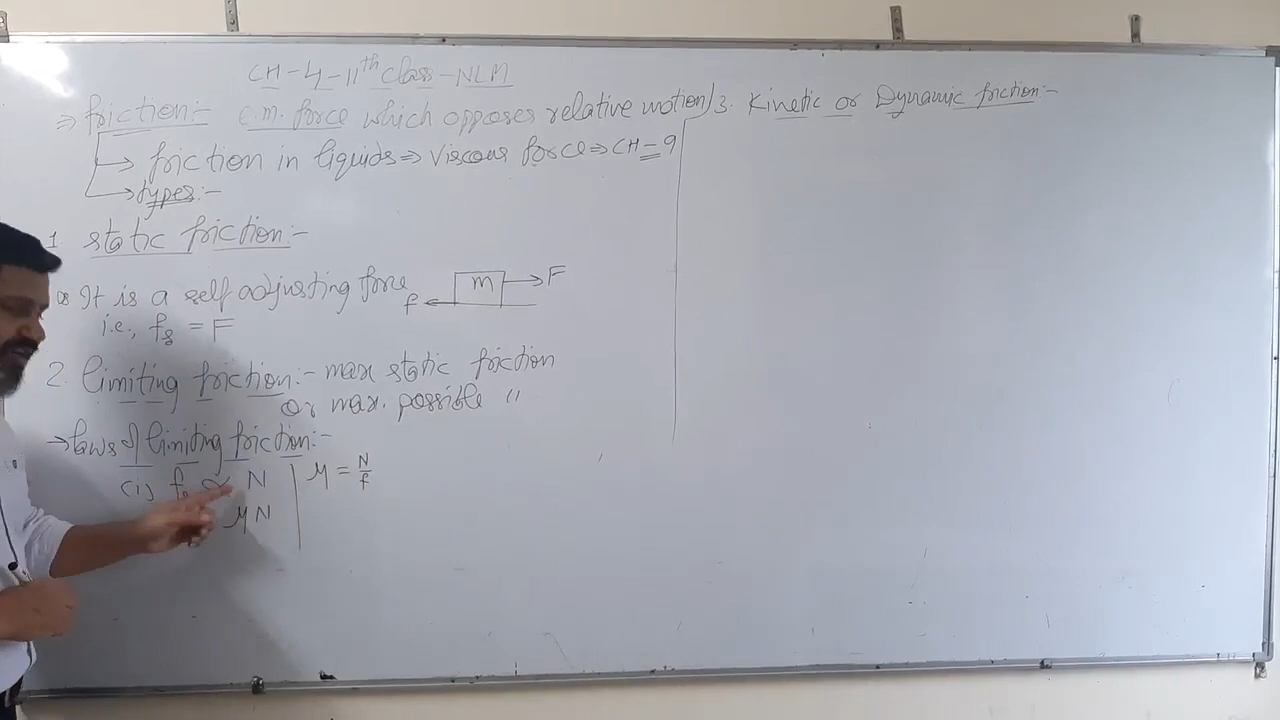 CH-4-11th class-NLM
⇒ friction:- e.m. force which opposes relative motion/
→ friction in liquids ⇒ Viscous force ⇒ CH=9
→ types:-
1. static friction:-
It is a self adjusting force
f m F
i.e., fs = F
2. limiting friction:- max static friction
or max. possible "
→ laws of limiting friction:-
(i) f ∝ N
μN
μ = N/f
3. Kinetic or Dynamic friction:-